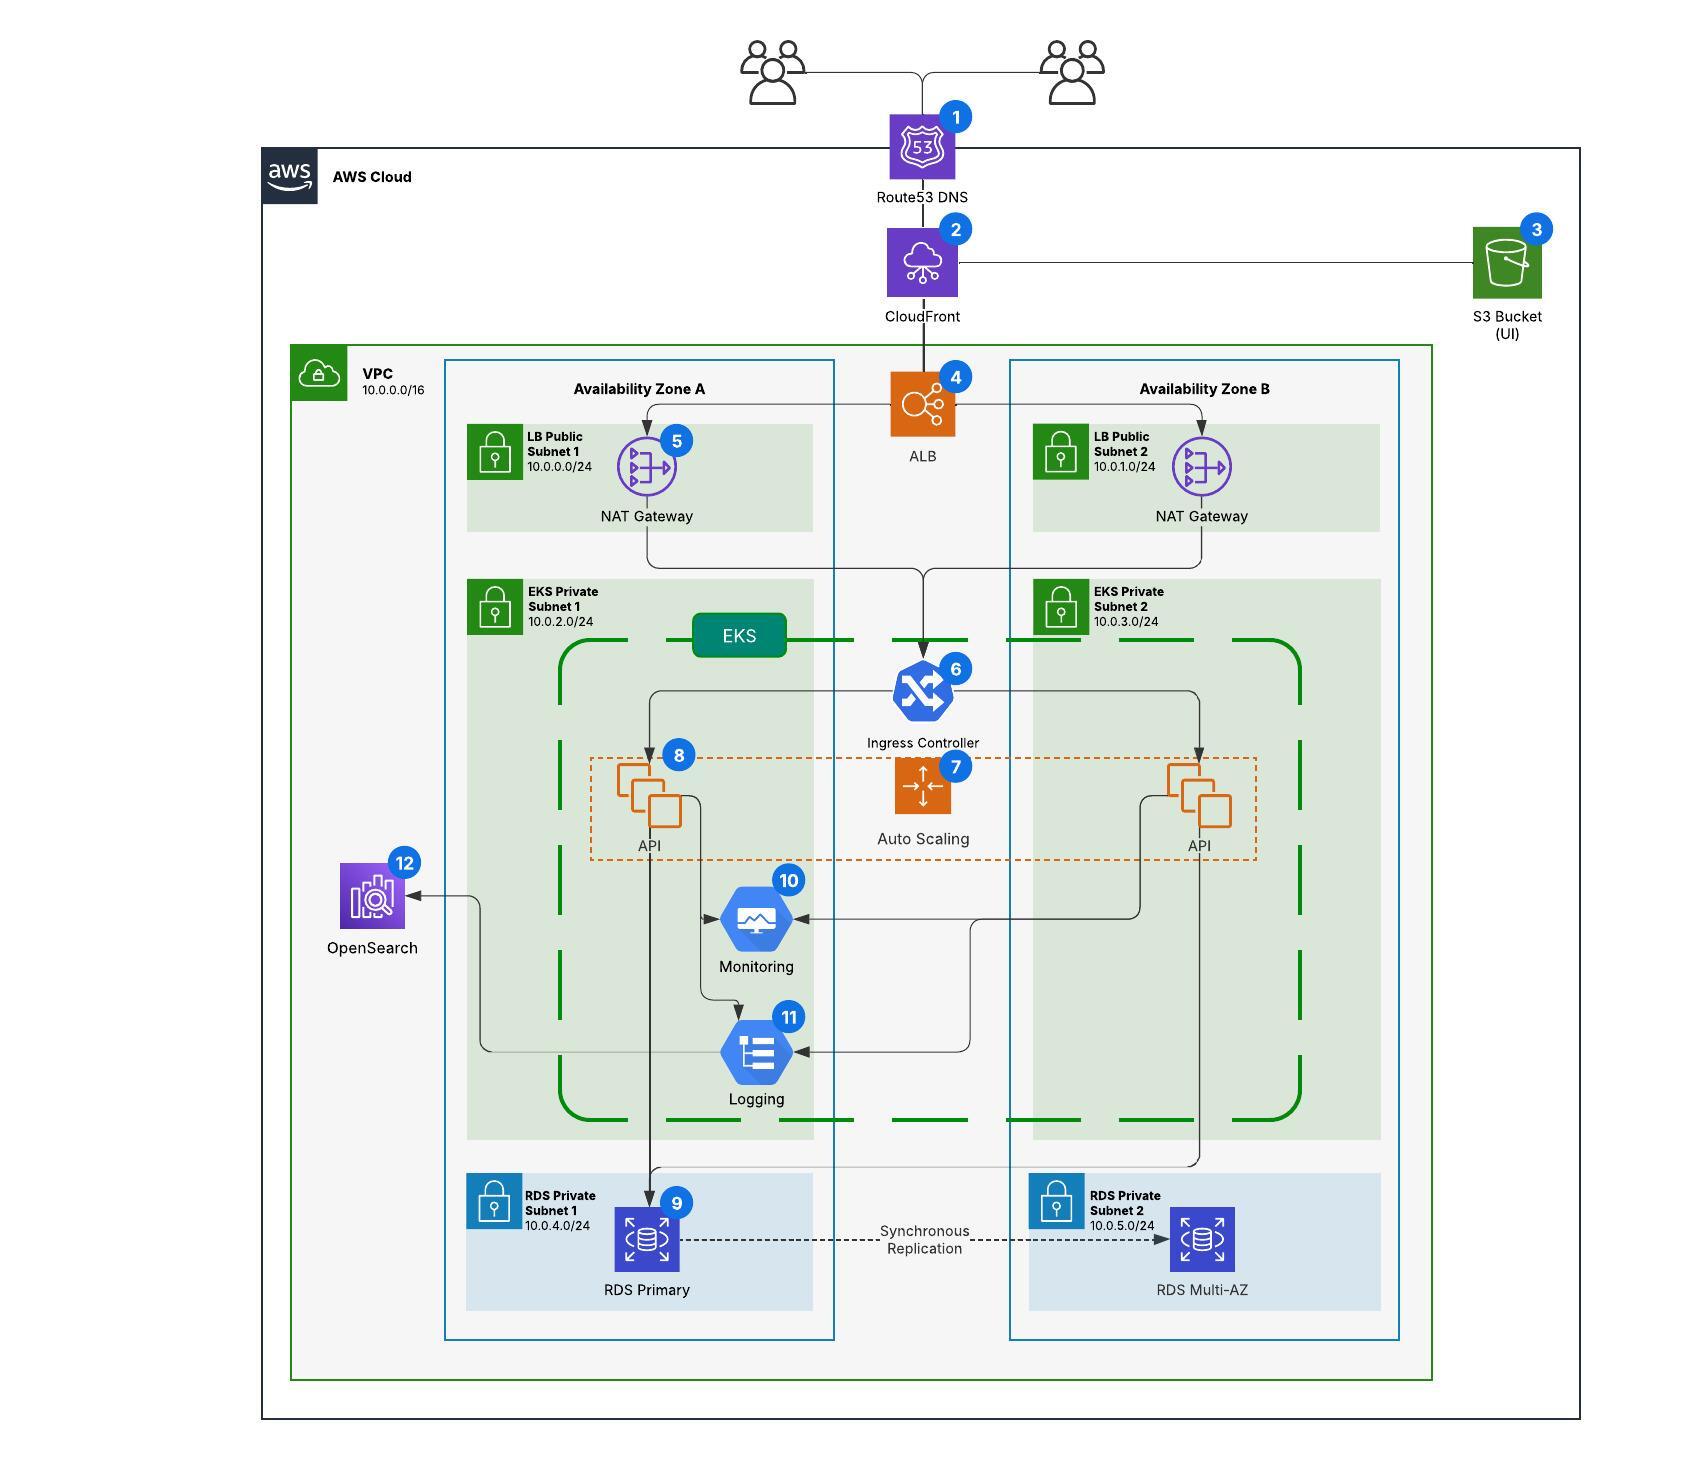 1
53
Route53 DNS
aws
AWS Cloud
2
CloudFront
3
S3 Bucket
(UI)
VPC
10.0.0.0/16
Availability Zone A
4
ALB
Availability Zone B
LB Public
Subnet 1
10.0.0.0/24
5
NAT Gateway
LB Public
Subnet 2
10.0.1.0/24
NAT Gateway
EKS Private
Subnet 1
10.0.2.0/24
EKS
EKS Private
Subnet 2
10.0.3.0/24
6
Ingress Controller
8
API
7
Auto Scaling
API
12
OpenSearch
10
Monitoring
11
Logging
RDS Private
Subnet 1
10.0.4.0/24
9
RDS Primary
Synchronous
Replication
RDS Private
Subnet 2
10.0.5.0/24
RDS Multi-AZ